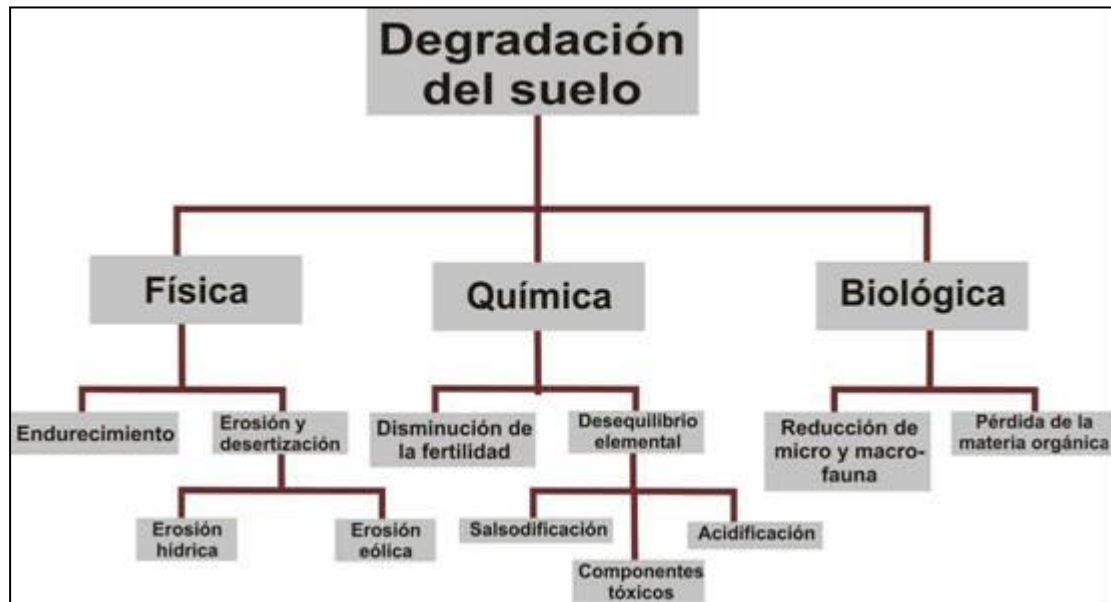 Degradación
del suelo
Física
Química
Biológica
Endurecimiento
Erosión y
desertización
Disminución de
la fertilidad
Desequilibrio
elemental
Reducción de
micro y macro-
fauna
Pérdida de la
materia orgánica
Erosión
hídrica
Erosión
eólica
Salsodificación
Componentes
tóxicos
Acidificación